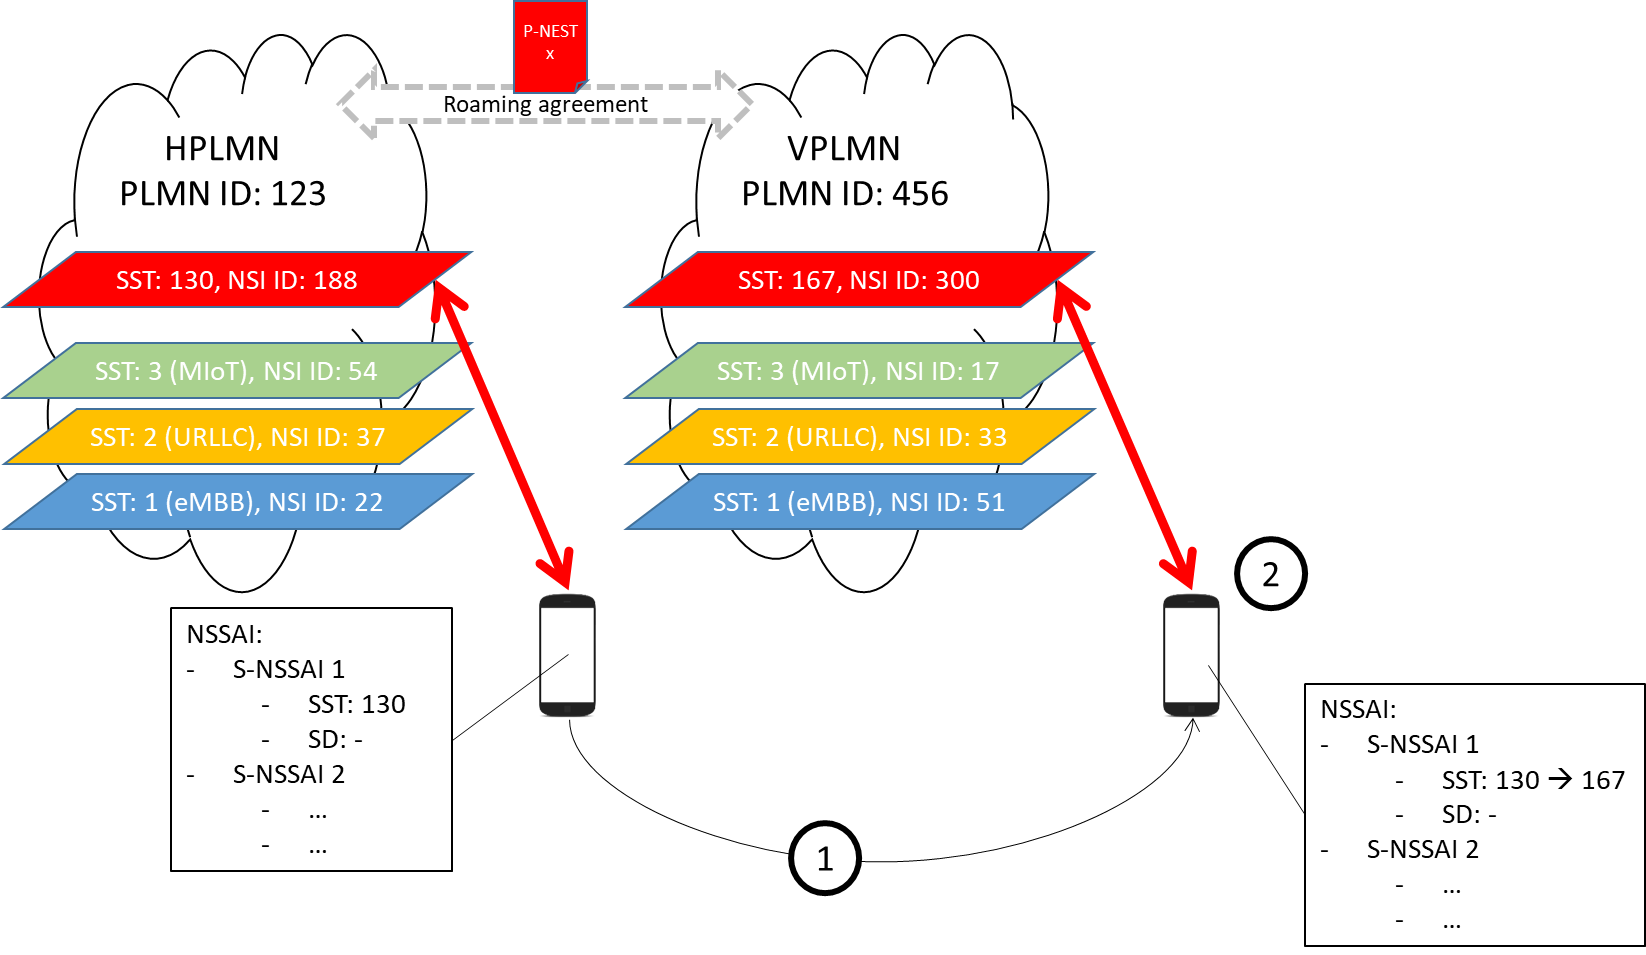 P-NEST
x
Roaming agreement
HPLMN
PLMN ID: 123
VPLMN
PLMN ID: 456
SST: 130, NSI ID: 188
SST: 3 (MIoT), NSI ID: 54
SST: 2 (URLLC), NSI ID: 37
SST: 1 (eMBB), NSI ID: 22
SST: 167, NSI ID: 300
SST: 3 (MIoT), NSI ID: 17
SST: 2 (URLLC), NSI ID: 33
SST: 1 (eMBB), NSI ID: 51
NSSAI:
- S-NSSAI 1
- SST: 130
- SD: -
- S-NSSAI 2
- ...
- ...
1
2
NSSAI:
- S-NSSAI 1
- SST: 130 → 167
- SD: -
- S-NSSAI 2
- ...
- ...